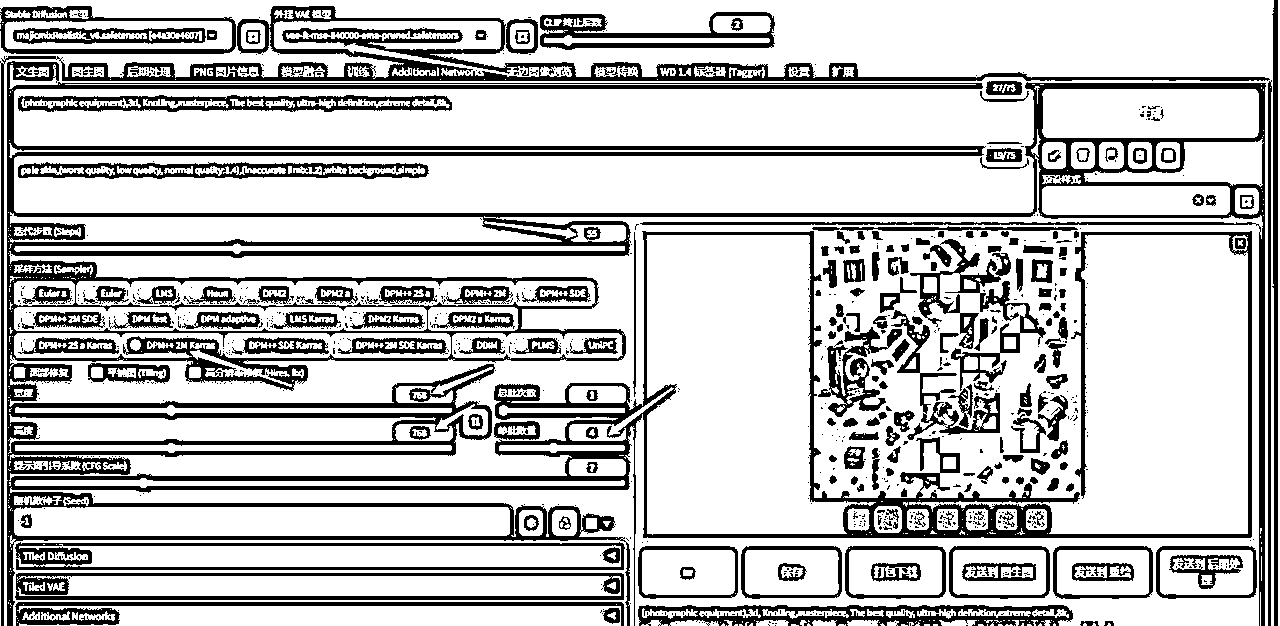 Stable Diffusion 模型
外挂 VAE 模型
CLIP 终止层数
2
majicmixRealistic_v6.safetensors [e4a30e4607]
vae-ft-mse-840000-ema-pruned.safetensors
文生图 图生图 后期处理 PNG 图片信息 模型融合 训练 Additional Networks 无边图像浏览 模型转换 WD 1.4 标签器 (Tagger) 设置 扩展
27/75
(photographic equipment),3d, Knolling,masterpiece, The best quality, ultra-high definition,extreme detail,8k,
生成
pale skin,(worst quality, low quality, normal quality:1.4),(inaccurate limb:1.2),white background,simple
预设样式
迭代步数 (Steps)
采样方法 (Sampler)
Euler a Euler LMS Heun DPM2 DPM2 a DPM++ 2S a DPM++ 2M DPM++ SDE
DPM++ 2M SDE DPM fast DPM adaptive LMS Karras DPM2 Karras DPM2 a Karras
DPM++ 2S a Karras DPM++ 2M Karras DPM++ SDE Karras DPM++ 2M SDE Karras DDIM PLMS UniPC
面部修复 平铺图 (Tiling) 高分辨率修复 (Hires. fix)
宽度
768
总批次数
1
高度
768
单批数量
4
提示词引导系数 (CFG Scale)
7
随机数种子 (Seed)
-1
Tiled Diffusion
Tiled VAE
Additional Networks
保存
打包下载
发送到 图生图
发送到 重绘
发送到 后期处理
(photographic equipment),3d, Knolling,masterpiece, The best quality, ultra-high definition,extreme detail,8k,